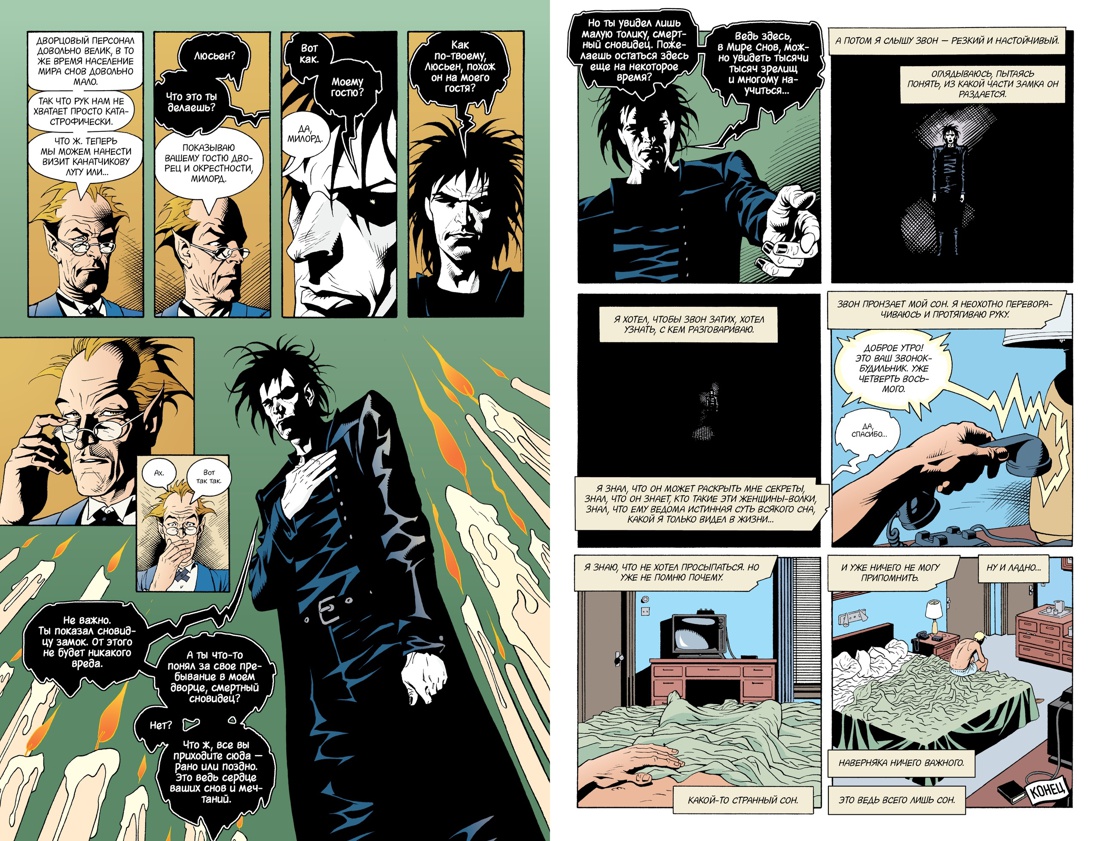 ДВОРЦОВЫЙ ПЕРСОНАЛ
ДОВОЛЬНО ВЕЛИК, В ТО
ЖЕ ВРЕМЯ НАСЕЛЕНИЕ
МИРА СНОВ ДОВОЛЬНО
МАЛО.
ТАК ЧТО РУК НАМ НЕ
ХВАТАЕТ ПРОСТО КАТА-
СТРОФИЧЕСКИ.
ЧТО Ж. ТЕПЕРЬ
МЫ МОЖЕМ НАНЕСТИ
ВИЗИТ КАНАТЧИКОВУ
ЛУГУ ИЛИ...
Люсьен?
Что это ты
делаешь?
ПОКАЗЫВАЮ
ВАШЕМУ ГОСТЮ ДВО-
РЕЦ И ОКРЕСТНОСТИ,
МИЛОРД.
Вот
как.
Моему
гостю?
ДА,
МИЛОРД.
Как
по-твоему,
Люсьен, похож
он на моего
гостя?
Ах.
Вот
так так.
Не важно.
Ты показал сновид-
цу замок. От этого
не будет никакого
вреда.
А ты что-то
понял за свое пре-
бывание в моем
дворце, смертный
сновидец?
Нет?
Что ж, все вы
приходите сюда —
рано или поздно.
Это ведь сердце
ваших снов и меч-
таний.
Но ты увидел лишь
малую толику, смерт-
ный сновидец. Поже-
лаешь остаться здесь
еще на некоторое
время?
Ведь здесь,
в Мире Снов, мож-
но увидеть тысячи
тысяч зрелищ
и многому на-
учиться...
А ПОТОМ Я СЛЫШУ ЗВОН — РЕЗКИЙ И НАСТОЙЧИВЫЙ.
ОГЛЯДЫВАЮСЬ, ПЫТАЯСЬ
ПОНЯТЬ, ИЗ КАКОЙ ЧАСТИ ЗАМКА ОН
РАЗДАЕТСЯ.
Я ХОТЕЛ, ЧТОБЫ ЗВОН ЗАТИХ, ХОТЕЛ
УЗНАТЬ, С КЕМ РАЗГОВАРИВАЮ.
Я ЗНАЛ, ЧТО ОН МОЖЕТ РАСКРЫТЬ МНЕ СЕКРЕТЫ,
ЗНАЛ, ЧТО ОН ЗНАЕТ, КТО ТАКИЕ ЭТИ ЖЕНЩИНЫ-ВОЛКИ,
ЗНАЛ, ЧТО ЕМУ ВЕДОМА ИСТИННАЯ СУТЬ ВСЯКОГО СНА,
КАКОЙ Я ТОЛЬКО ВИДЕЛ В ЖИЗНИ...
ЗВОН ПРОНЗАЕТ МОЙ СОН. Я НЕОХОТНО ПЕРЕВОРА-
ЧИВАЮСЬ И ПРОТЯГИВАЮ РУКУ.
ДОБРОЕ УТРО!
ЭТО ВАШ ЗВОНОК-
БУДИЛЬНИК. УЖЕ
ЧЕТВЕРТЬ ВОСЬ-
МОГО.
ДА,
СПАСИБО...
Я ЗНАЮ, ЧТО НЕ ХОТЕЛ ПРОСЫПАТЬСЯ. НО
УЖЕ НЕ ПОМНЮ ПОЧЕМУ.
КАКОЙ-ТО СТРАННЫЙ СОН.
И УЖЕ НИЧЕГО НЕ МОГУ
ПРИПОМНИТЬ.
НУ И ЛАДНО...
НАВЕРНЯКА НИЧЕГО ВАЖНОГО.
ЭТО ВЕДЬ ВСЕГО ЛИШЬ СОН.
КОНЕЦ